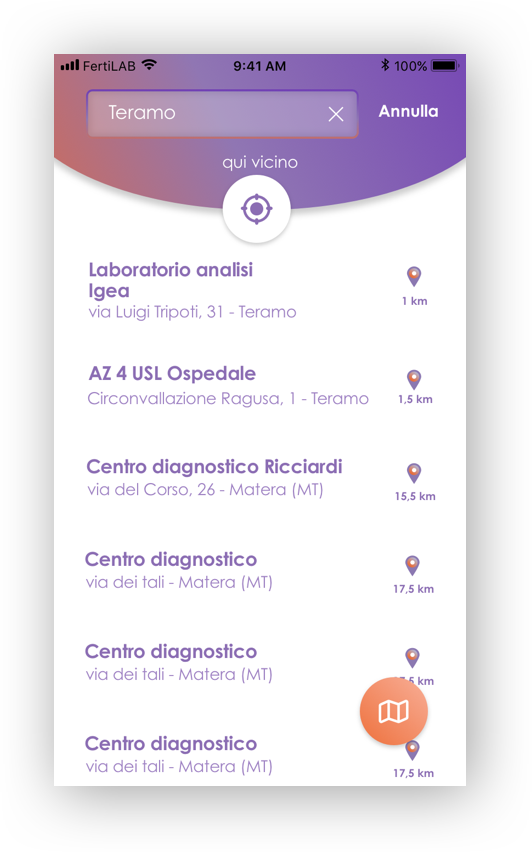 FertiLAB 9:41 AM 100%
Teramo Annulla
qui vicino
Laboratorio analisi
Igea
via Luigi Tripoti, 31 - Teramo
1 km
AZ 4 USL Ospedale
Circonvallazione Ragusa, 1 - Teramo
1,5 km
Centro diagnostico Ricciardi
via del Corso, 26 - Matera (MT)
15,5 km
Centro diagnostico
via dei tali - Matera (MT)
17,5 km
Centro diagnostico
via dei tali - Matera (MT)
km
Centro diagnostico
via dei tali - Matera (MT)
17,5 km